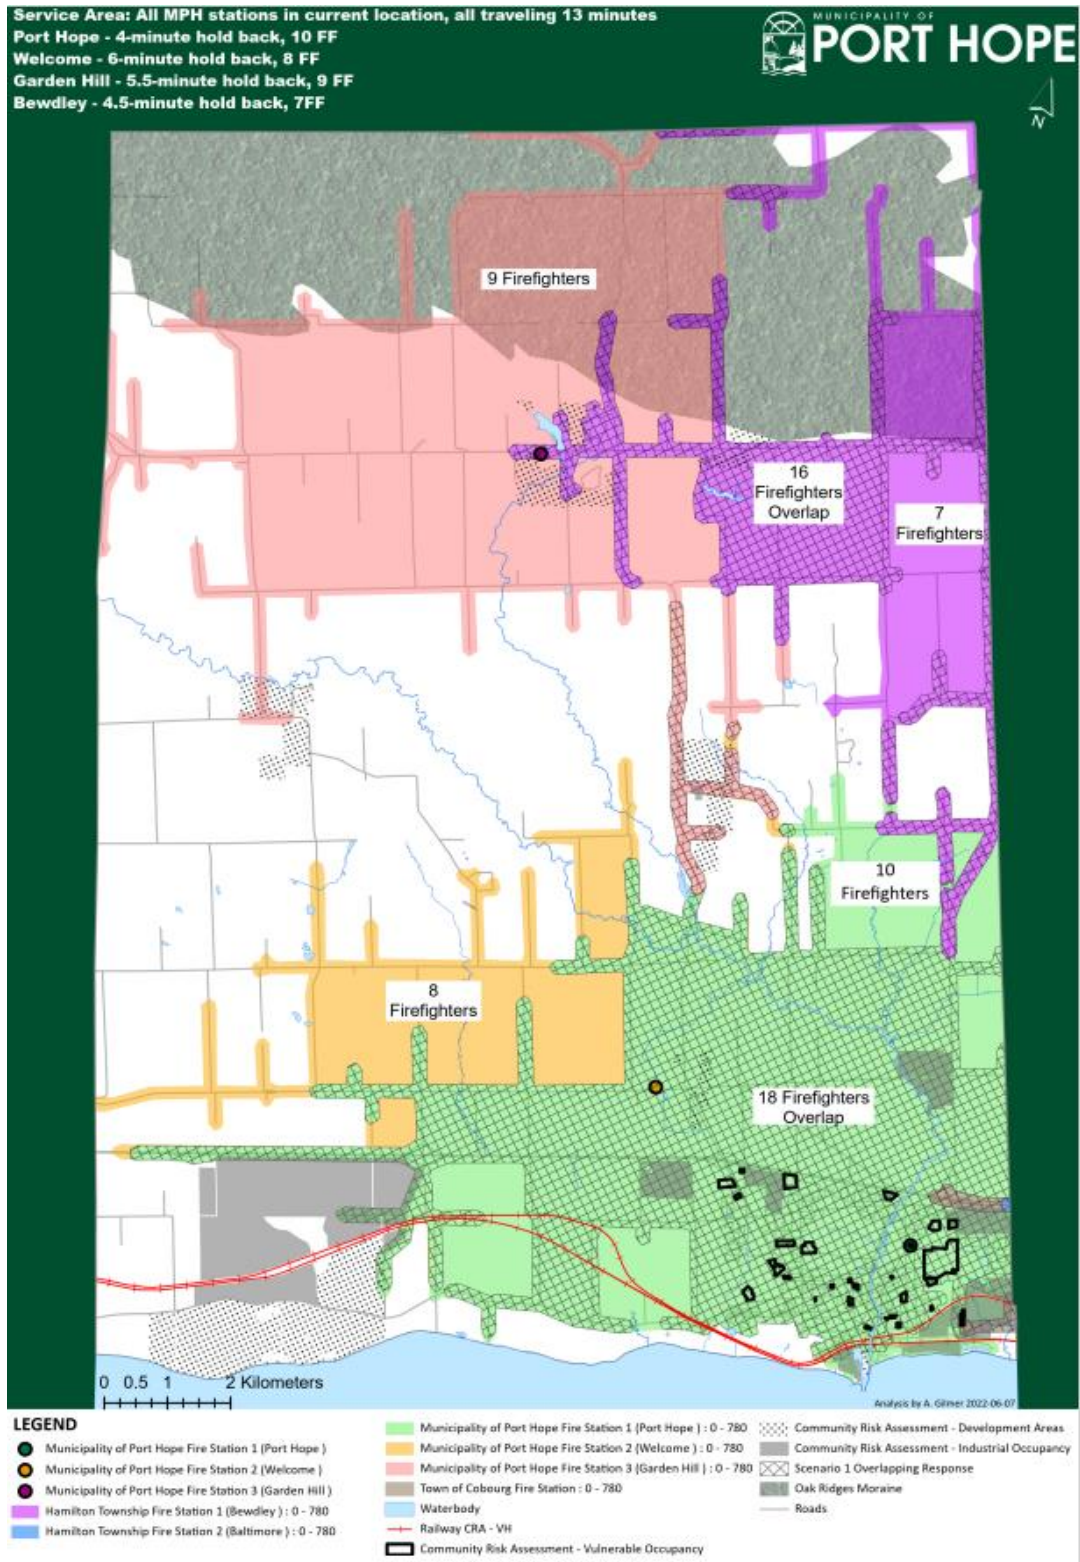 Service Area: All MPH stations in current location, all traveling 13 minutes
Port Hope - 4-minute hold back, 10 FF
Welcome - 6-minute hold back, 8 FF
Garden Hill - 5.5-minute hold back, 9 FF
Bewdley - 4.5-minute hold back, 7FF
MUNICIPALITY OF
PORT HOPE
N
9 Firefighters
16
Firefighters
Overlap
7
Firefighters
10
Firefighters
8
Firefighters
18 Firefighters
Overlap
0 0.5 1 2 Kilometers
Analysis by A. Gilmer 2022-06-07
LEGEND
Municipality of Port Hope Fire Station 1 (Port Hope )
Municipality of Port Hope Fire Station 2 (Welcome )
Municipality of Port Hope Fire Station 3 (Garden Hill )
Hamilton Township Fire Station 1 (Bewdley ) : 0 - 780
Hamilton Township Fire Station 2 (Baltimore ) : 0 - 780
Municipality of Port Hope Fire Station 1 (Port Hope ) : 0 - 780
Municipality of Port Hope Fire Station 2 (Welcome ) : 0 - 780
Municipality of Port Hope Fire Station 3 (Garden Hill ) : 0 - 780
Town of Cobourg Fire Station : 0 - 780
Waterbody
Railway CRA - VH
Community Risk Assessment - Vulnerable Occupancy
Community Risk Assessment - Development Areas
Community Risk Assessment - Industrial Occupancy
Scenario 1 Overlapping Response
Oak Ridges Moraine
Roads